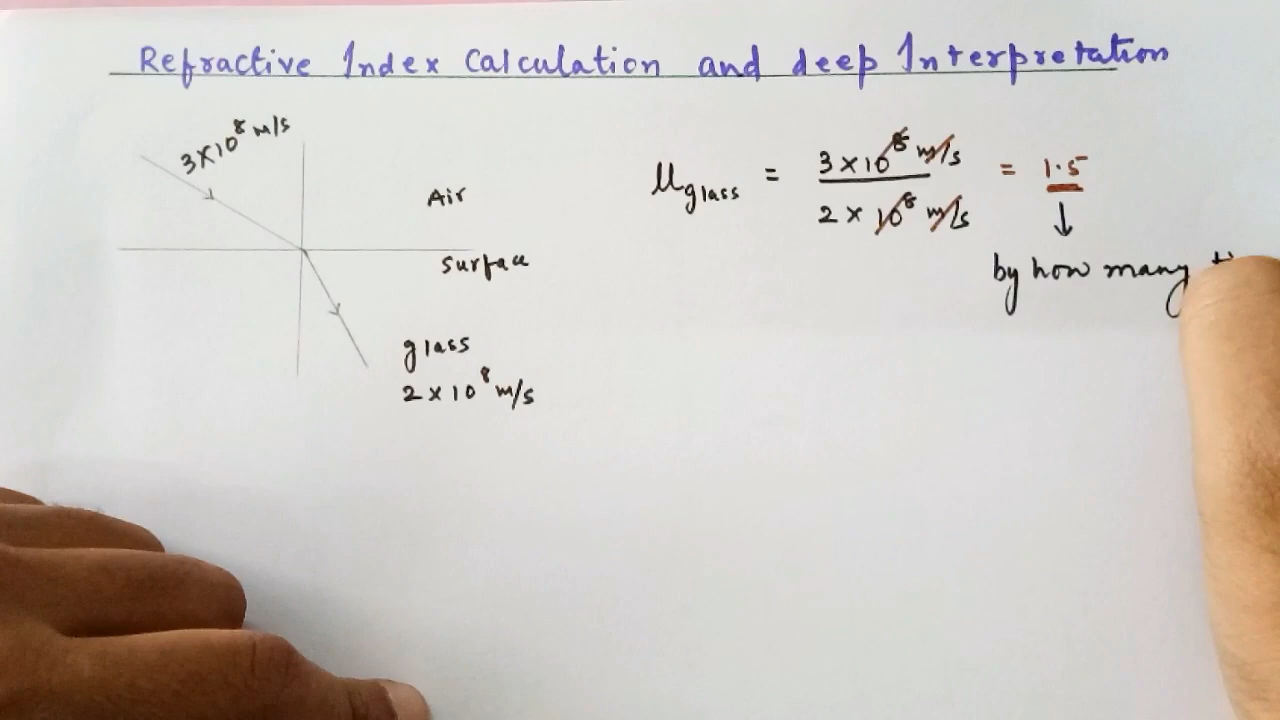 Refractive Index Calculation and deep Interpretation
3×10⁸ m/s
Air
surface
glass
2×10⁸ m/s
μglass = 3×10⁸ m/s / 2×10⁸ m/s = 1.5
↓
by how many